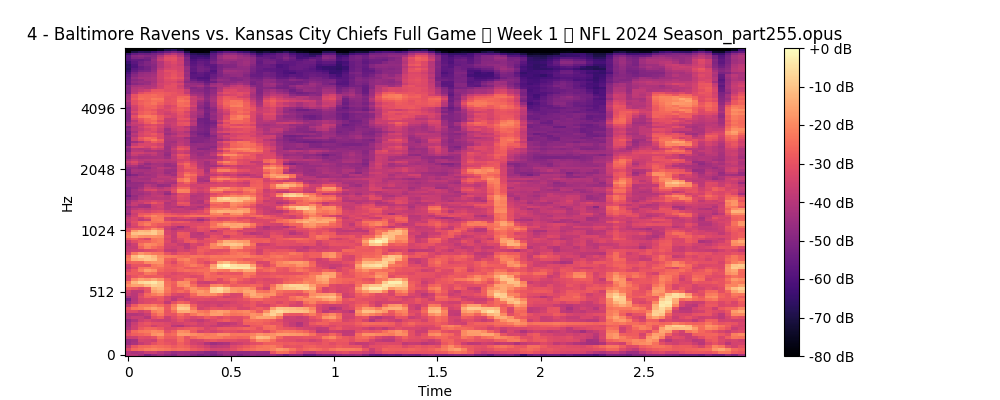 4 - Baltimore Ravens vs. Kansas City Chiefs Full Game ▯ Week 1 ▯ NFL 2024 Season_part255.opus
+0 dB
-10 dB
-20 dB
-30 dB
-40 dB
-50 dB
-60 dB
-70 dB
-80 dB
4096
2048
1024
512
0
Hz
0
0.5
1
1.5
2
2.5
Time